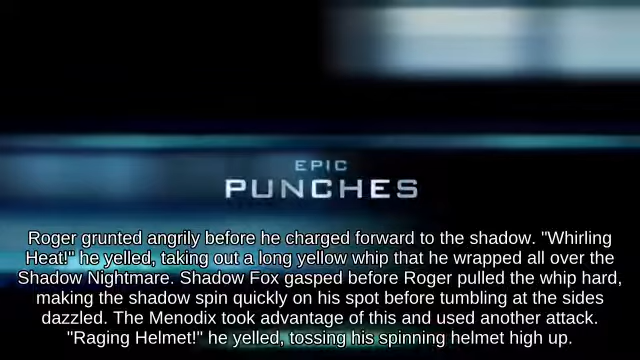 EPIC
PUNCHES
Roger grunted angrily before he charged forward to the shadow. "Whirling
Heat!" he yelled, taking out a long yellow whip that he wrapped all over the
Shadow Nightmare. Shadow Fox gasped before Roger pulled the whip hard,
making the shadow spin quickly on his spot before tumbling at the sides
dazzled. The Menodix took advantage of this and used another attack.
"Raging Helmet!" he yelled, tossing his spinning helmet high up.